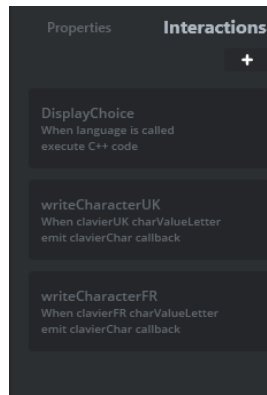 Properties Interactions
+
DisplayChoice
When language is called
execute C++ code
writeCharacterUK
When clavierUK charValueLetter
emit clavierChar callback
writeCharacterFR
When clavierFR charValueLetter
emit clavierChar callback